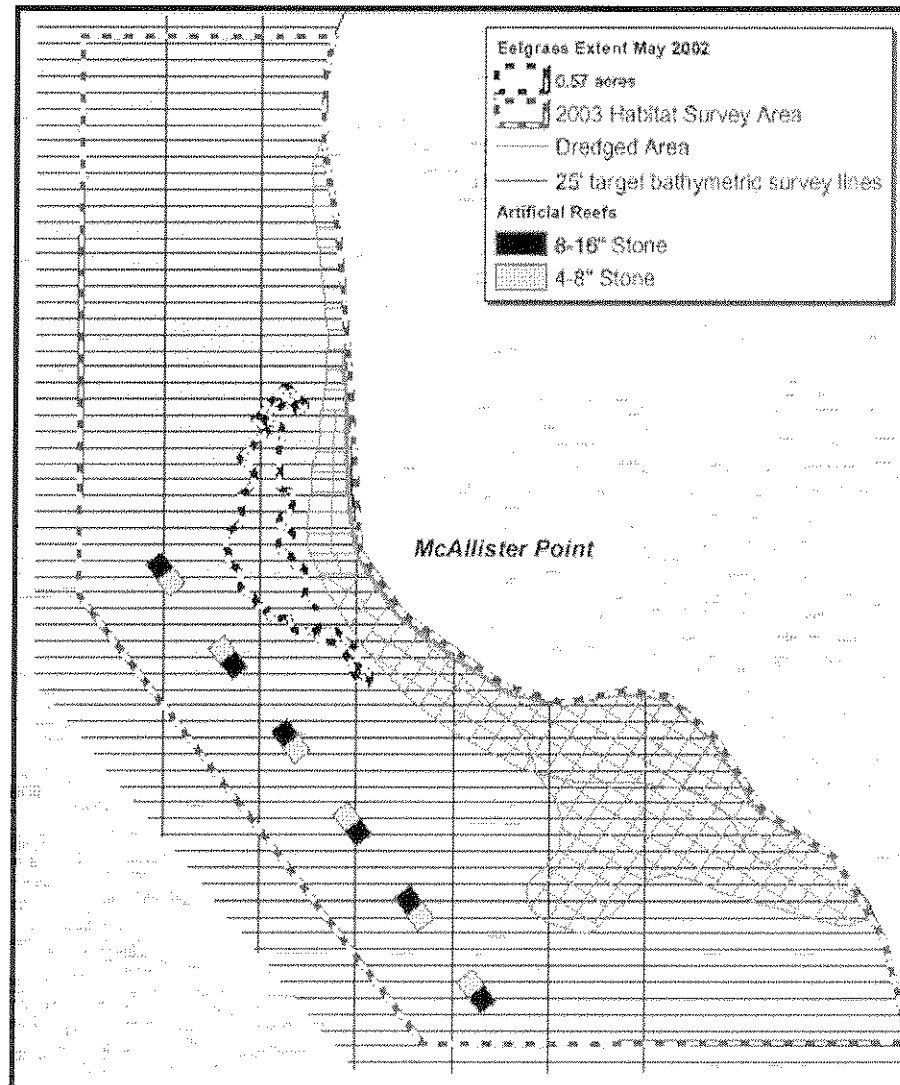 Eelgrass Extent May 2002
0.57 acres
2003 Habitat Survey Area
Dredged Area
25' target bathymetric survey lines
Artificial Reefs
8-16" Stone
4-8" Stone
McAllister Point